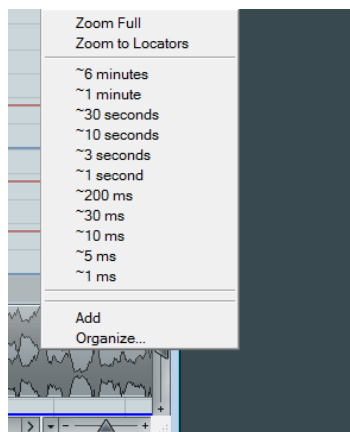 Zoom Full
Zoom to Locators
~6 minutes
~1 minute
~30 seconds
~10 seconds
~3 seconds
~1 second
~200 ms
~30 ms
~10 ms
~5 ms
~1 ms
Add
Organize...